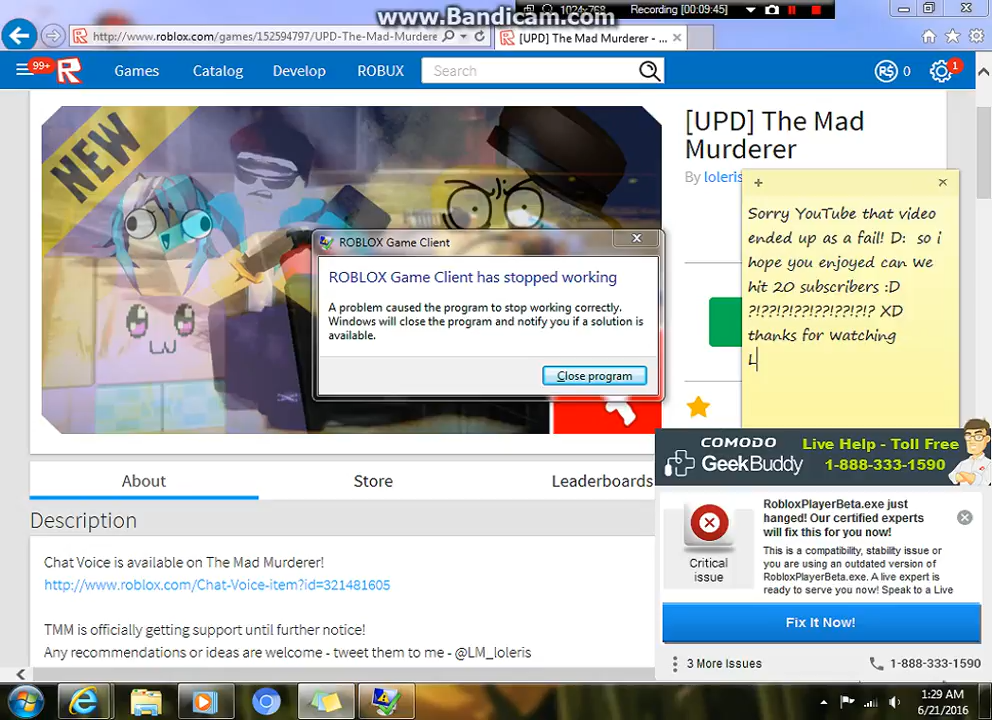 www.Bandicam.com
1024×768
Recording [00:09:45]
http://www.roblox.com/games/152594797/UPD-The-Mad-Murdere
[UPD] The Mad Murderer - ...
99+
R
Games
Catalog
Develop
ROBUX
Search
R$ 0
1
NEW
[UPD] The Mad
Murderer
By loleris
Sorry YouTube that video
ended up as a fail! D: so i
hope you enjoyed can we
hit 20 subscribers :D
?!??!?!??!??!??!?!? XD
thanks for watching
L
ROBLOX Game Client
ROBLOX Game Client has stopped working
A problem caused the program to stop working correctly.
Windows will close the program and notify you if a solution is
available.
Close program
About
Store
Leaderboards
Description
Chat Voice is available on The Mad Murderer!
http://www.roblox.com/Chat-Voice-item?id=321481605
TMM is officially getting support until further notice!
Any recommendations or ideas are welcome - tweet them to me - @LM_loleris
COMODO
GeekBuddy
Live Help - Toll Free
1-888-333-1590
Critical
issue
RobloxPlayerBeta.exe just
hanged! Our certified experts
will fix this for you now!
This is a compatibility, stability issue or
you are using an outdated version of
RobloxPlayerBeta.exe. A live expert is
ready to serve you now! Speak to a Live
Fix It Now!
3 More Issues
1-888-333-1590
1:29 AM
6/21/2016